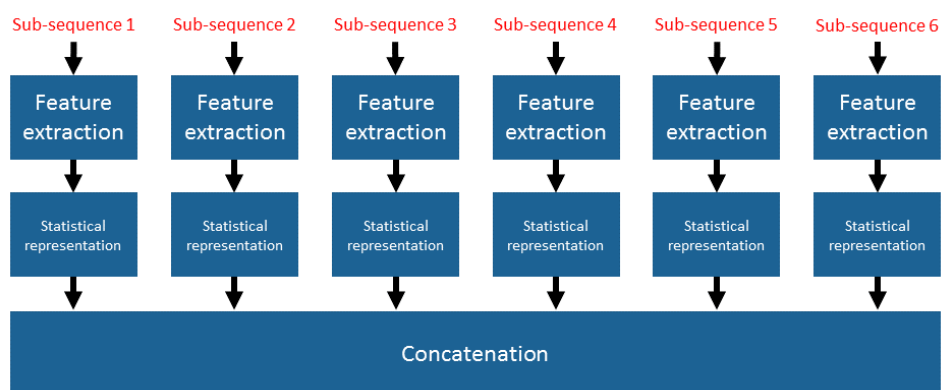 Sub-sequence 1 Sub-sequence 2 Sub-sequence 3 Sub-sequence 4 Sub-sequence 5 Sub-sequence 6
Feature Feature Feature Feature Feature Feature
extraction extraction extraction extraction extraction extraction
Statistical Statistical Statistical Statistical Statistical Statistical
representation representation representation representation representation representation
Concatenation